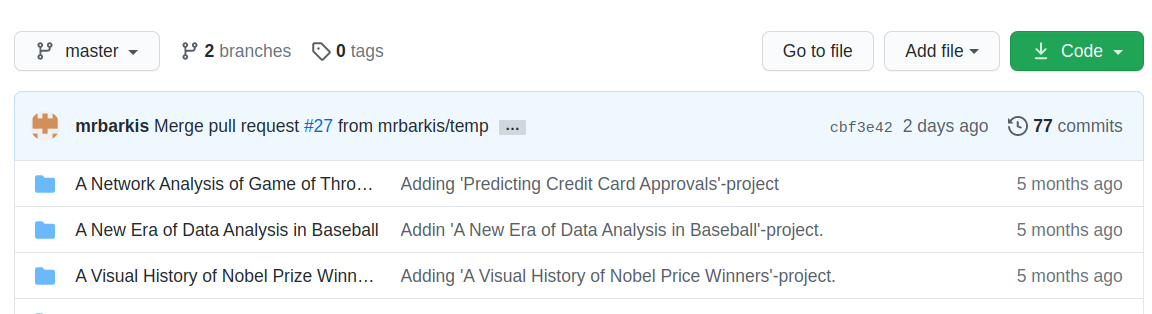 master 2 branches 0 tags Go to file Add file Code
mrbarkis Merge pull request #27 from mrbarkis/temp ... cbf3e42 2 days ago 77 commits
A Network Analysis of Game of Thro… Adding 'Predicting Credit Card Approvals'-project 5 months ago
A New Era of Data Analysis in Baseball Addin 'A New Era of Data Analysis in Baseball'-project. 5 months ago
A Visual History of Nobel Prize Winn… Adding 'A Visual History of Nobel Price Winners'-project. 5 months ago